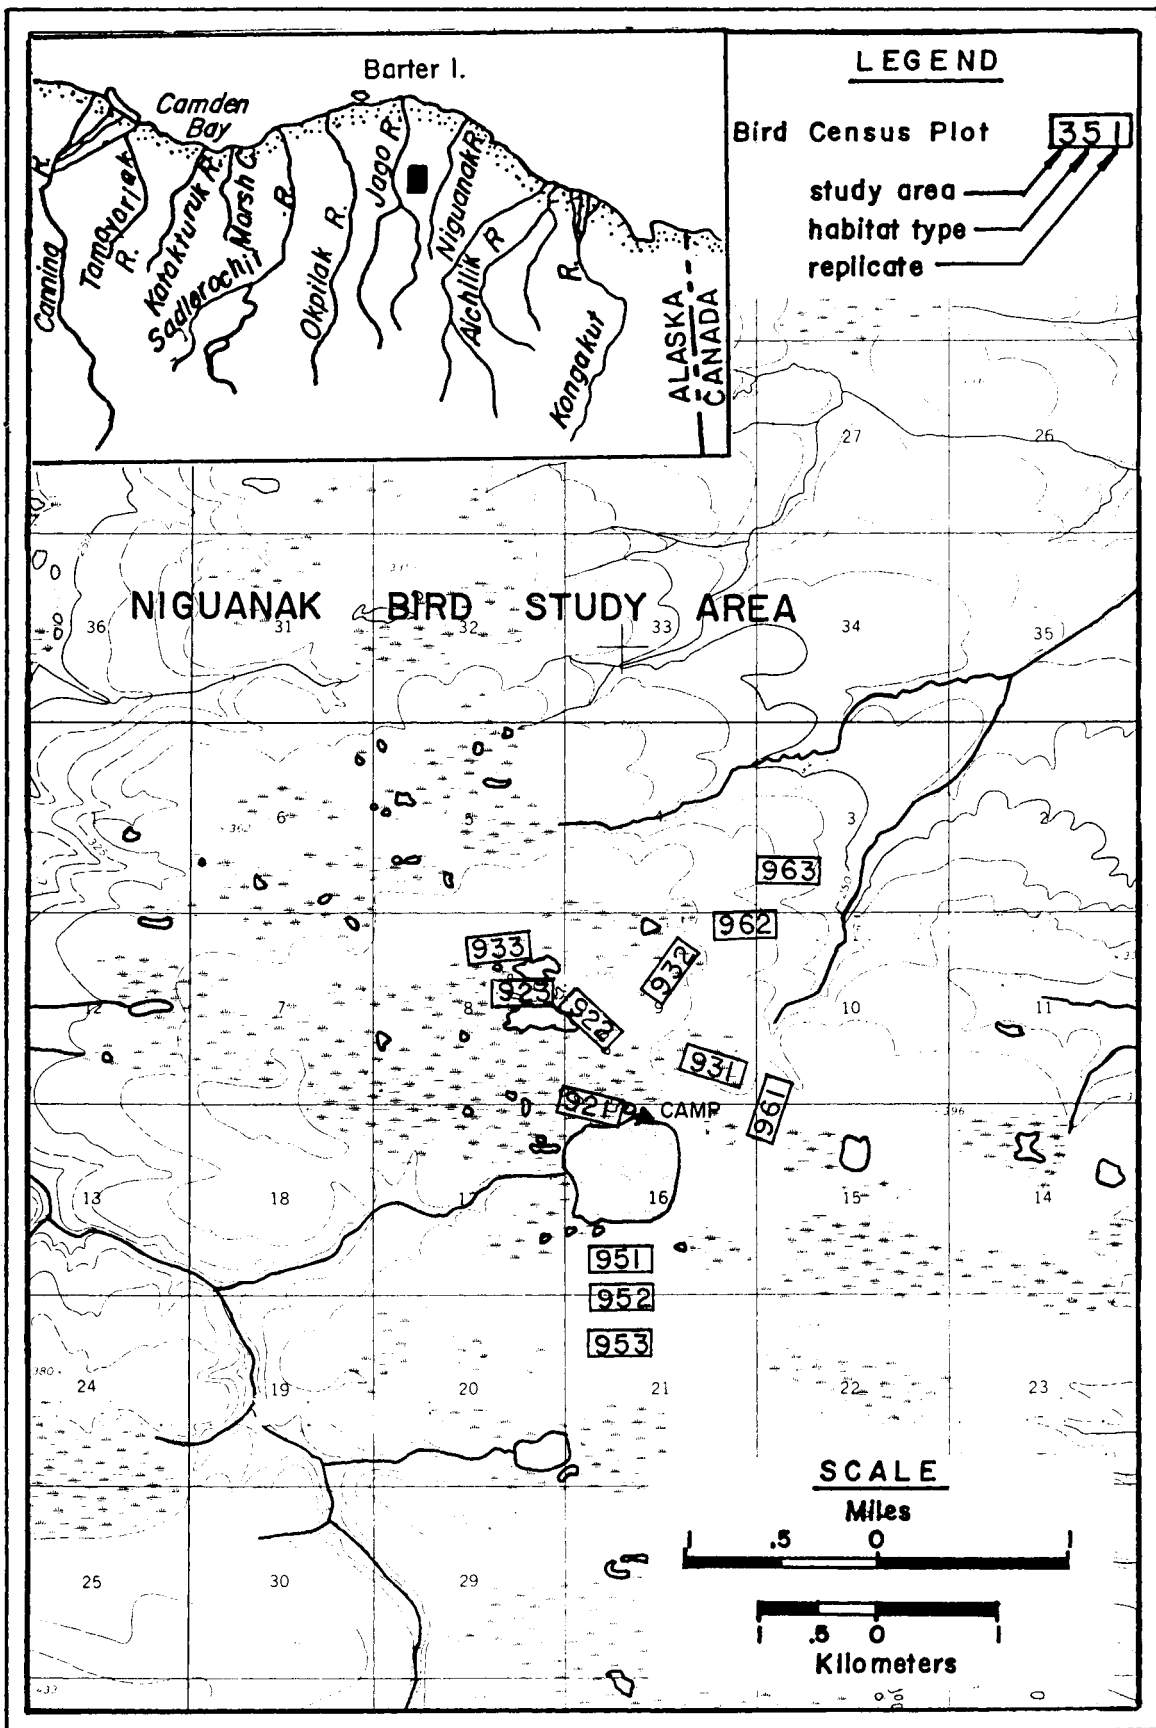 Barter I.
Camden
Bay
Canning
R.
Tamayariak
R.
Katakturuk R.
Marsh C.
Sadlerochit
R.
Okpilak R.
Jago R.
Niguanak R.
Aichilik R
Kongakut
R.
ALASKA
CANADA
LEGEND
Bird Census Plot 351
study area
habitat type
replicate
27 26
NIGUANAK BIRD STUDY AREA
36 31 32 33 34 35
6 5 4 3 2
963
962
933
932
923
922
12 7 8 9 10 11
931
961
921
CAMP
396
13 18 17 16 15 14
951
952
953
380
24 19 20 21 22 23
SCALE
Miles
1 .5 0 1
25 30 29
1 .5 0 1
Kilometers